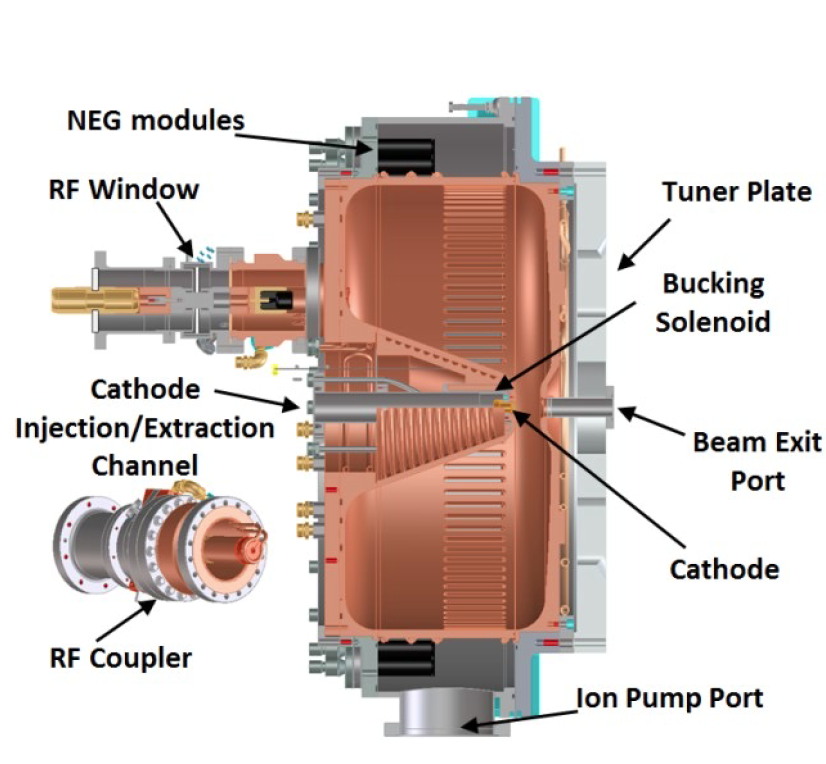 NEG modules
RF Window
Tuner Plate
Bucking
Solenoid
Cathode
Injection/Extraction
Channel
Beam Exit
Port
Cathode
RF Coupler
Ion Pump Port